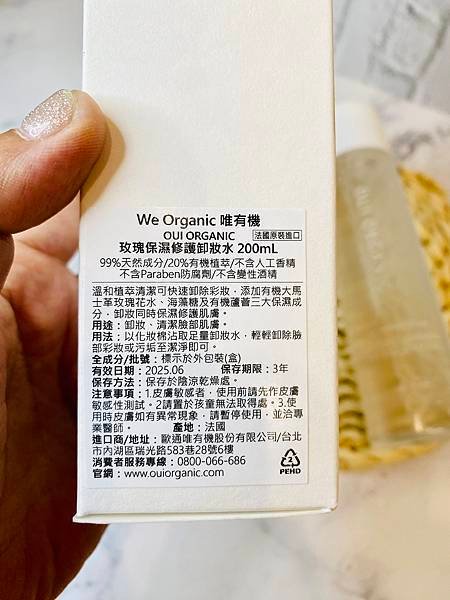 We Organic 唯有機
OUI ORGANIC 法國原裝進口
玫瑰保濕修護卸妝水 200mL
99%天然成分/20%有機植萃/不含人工香精
不含Paraben防腐劑/不含變性酒精
溫和植萃清潔可快速卸除彩妝，添加有機大馬
士革玫瑰花水、海藻糖及有機蘆薈三大保濕成
分，卸妝同時保濕修護肌膚。
用途：卸妝、清潔臉部肌膚。
用法：以化妝棉沾取足量卸妝水，輕輕卸除臉
部彩妝或污垢至潔淨即可。
全成分/批號：標示於外包裝(盒)
有效日期：2025.06 保存期限：3年
保存方法：保存於陰涼乾燥處。
注意事項：1.皮膚敏感者，使用前請先作皮膚
敏感性測試。2請置於孩童無法取得處。3.使
用時皮膚如有異常現象，請暫停使用，並洽專
業醫師。 產地：法國
進口商/地址：歐通唯有機股份有限公司/台北
市內湖區瑞光路583巷28號6樓
消費者服務專線：0800-066-686
官網：www.ouiorganic.com
2
PEHD